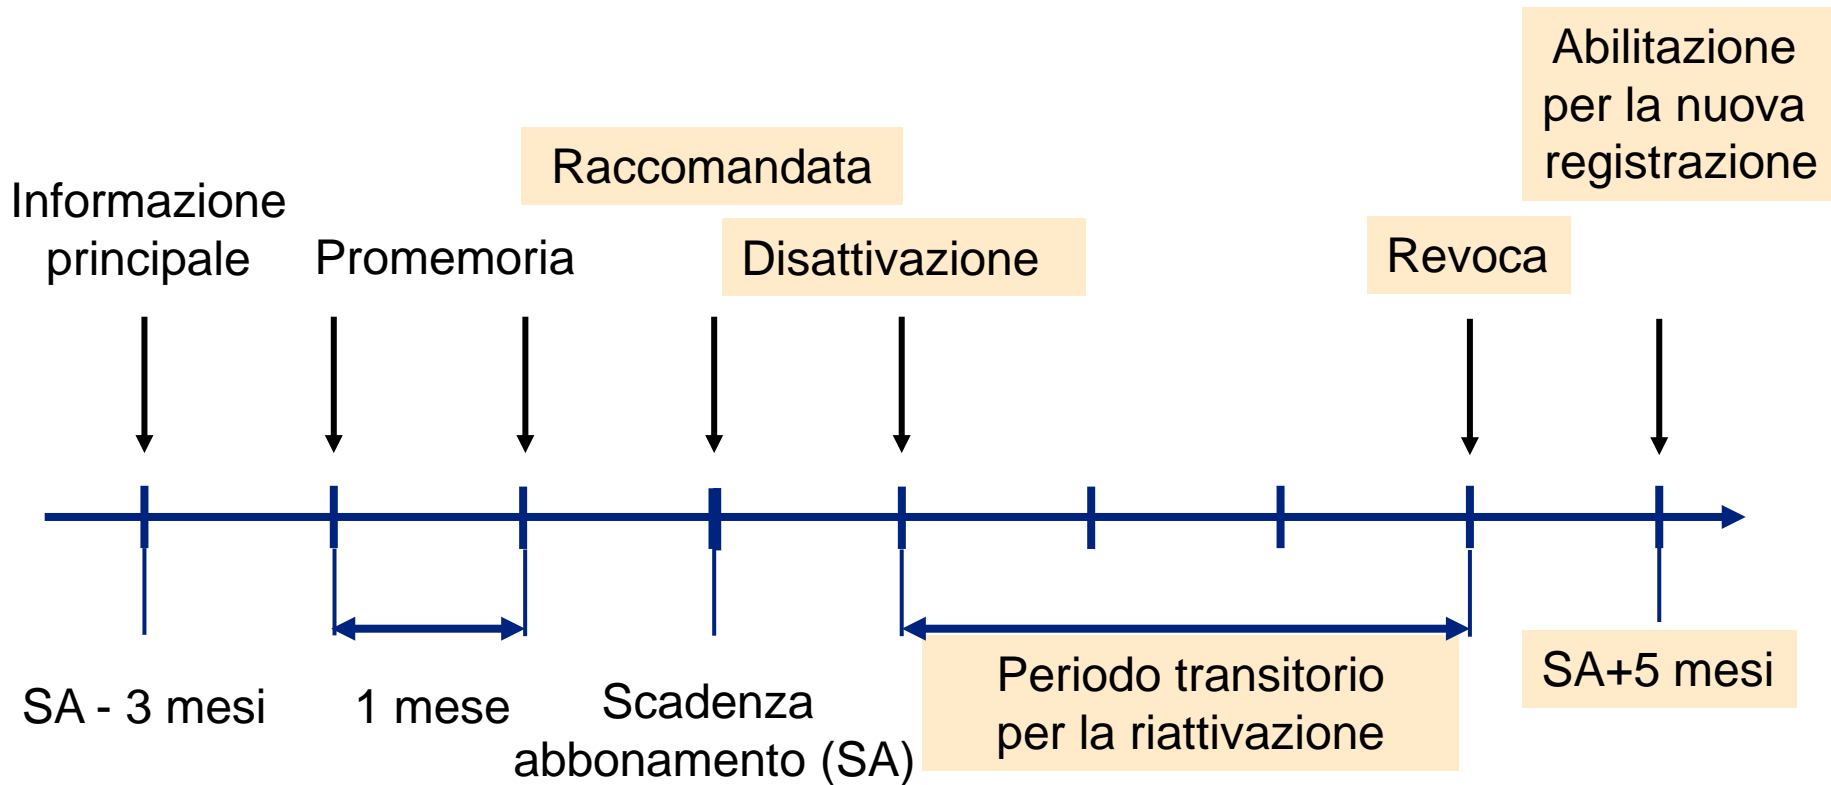 Abilitazione
per la nuova
registrazione
Raccomandata
Informazione
principale
Promemoria
Disattivazione
Revoca
SA - 3 mesi
1 mese
Scadenza
abbonamento (SA)
Periodo transitorio
per la riattivazione
SA+5 mesi